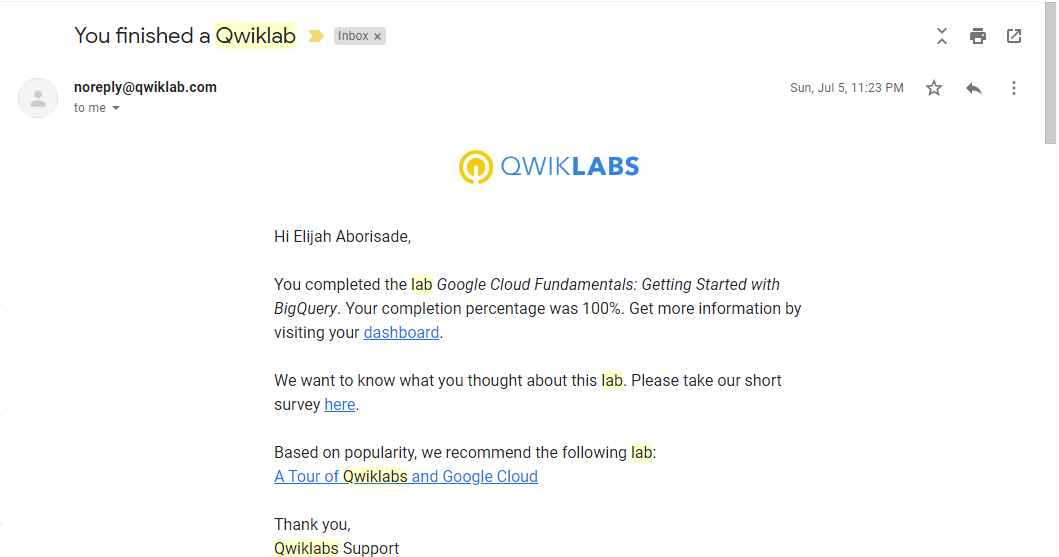 You finished a Qwiklab Inbox x
noreply@qwiklab.com Sun, Jul 5, 11:23 PM
to me
QWIKLABS
Hi Elijah Aborisade,
You completed the lab Google Cloud Fundamentals: Getting Started with
BigQuery. Your completion percentage was 100%. Get more information by
visiting your dashboard.
We want to know what you thought about this lab. Please take our short
survey here.
Based on popularity, we recommend the following lab:
A Tour of Qwiklabs and Google Cloud
Thank you,
Qwiklabs Support